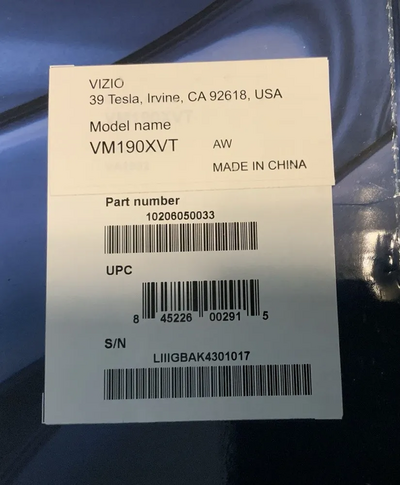 VIZIO
39 Tesla, Irvine, CA 92618, USA
Model name
VM190XVT AW
MADE IN CHINA
Part number
10206050033
UPC
8 45226 00291 5
S/N
LIIIGBAK4301017